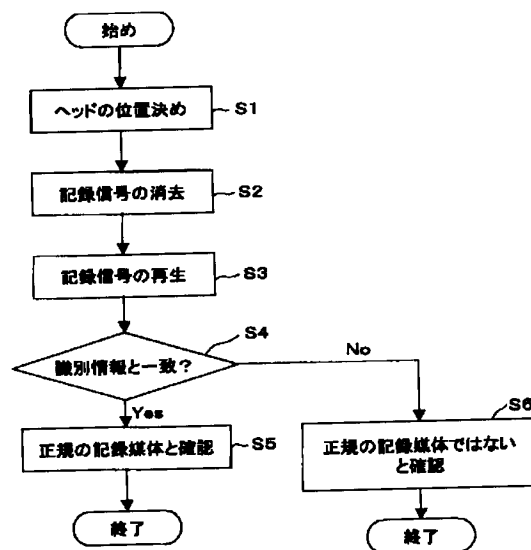 始め
ヘッドの位置決め
S1
記録信号の消去
S2
記録信号の再生
S3
識別情報と一致?
S4
No
Yes
正規の記録媒体と確認
S5
S6
正規の記録媒体ではない
と確認
終了
終了